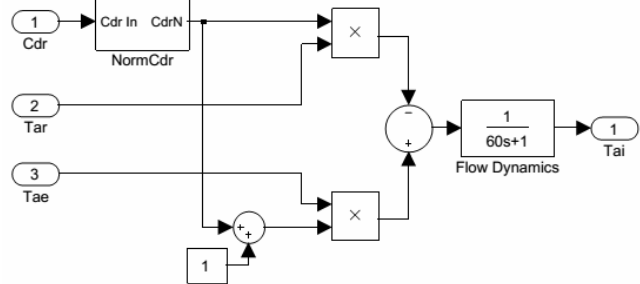 1
Cdr
Cdr In CdrN
NormCdr
×
2
Tar
−
+
1
60s+1
Flow Dynamics
1
Tai
3
Tae
×
+
+
1